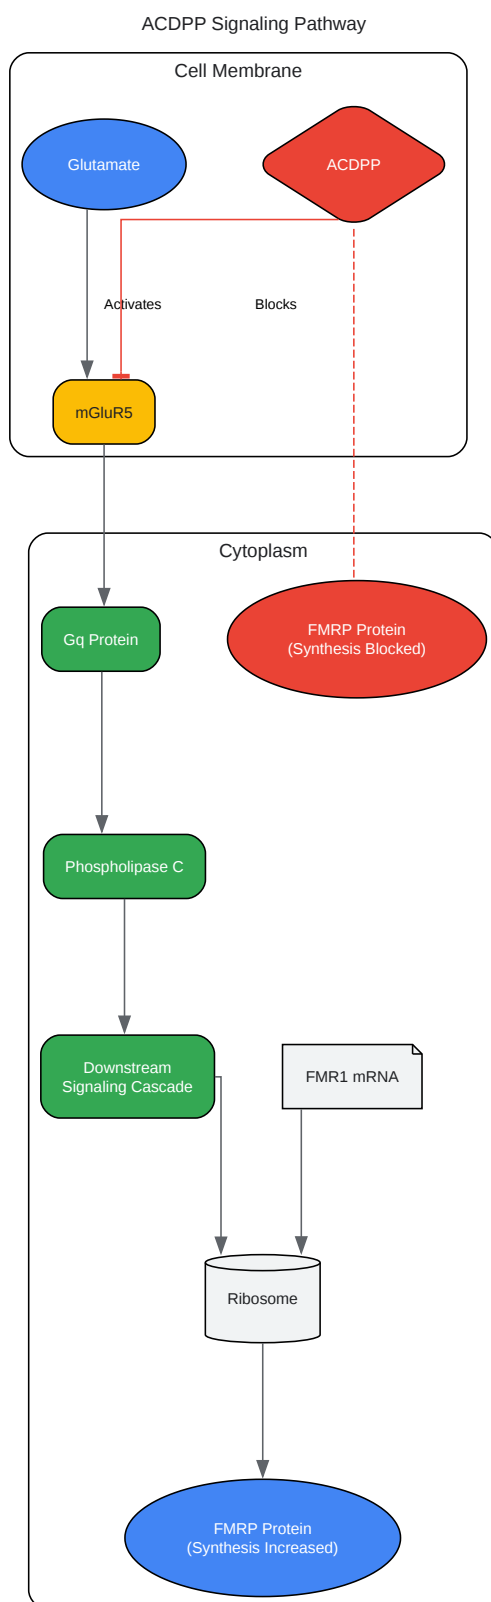 ACDPP Signaling Pathway
Cell Membrane
Glutamate
ACDPP
Activates
Blocks
mGluR5
Cytoplasm
Gq Protein
FMRP Protein
(Synthesis Blocked)
Phospholipase C
Downstream
Signaling Cascade
FMR1 mRNA
Ribosome
FMRP Protein
(Synthesis Increased)